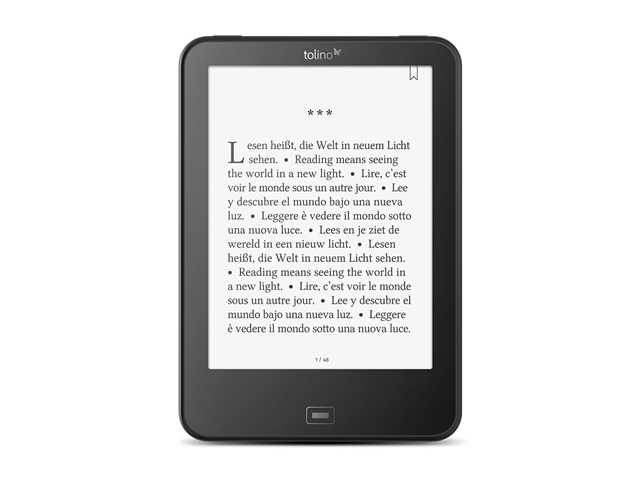 tolino
***
Lesen heißt, die Welt in neuem Licht
sehen. • Reading means seeing
the world in a new light. • Lire, c'est
voir le monde sous un autre jour. • Lee
y descubre el mundo bajo una nueva
luz. • Leggere è vedere il mondo sotto
una nuova luce. • Lees en je ziet de
wereld in een nieuw licht. • Lesen
heißt, die Welt in neuem Licht sehen.
• Reading means seeing the world in
a new light. • Lire, c'est voir le monde
sous un autre jour. • Lee y descubre el
mundo bajo una nueva luz. • Leggere
è vedere il mondo sotto una nuova luce.
1 / 46